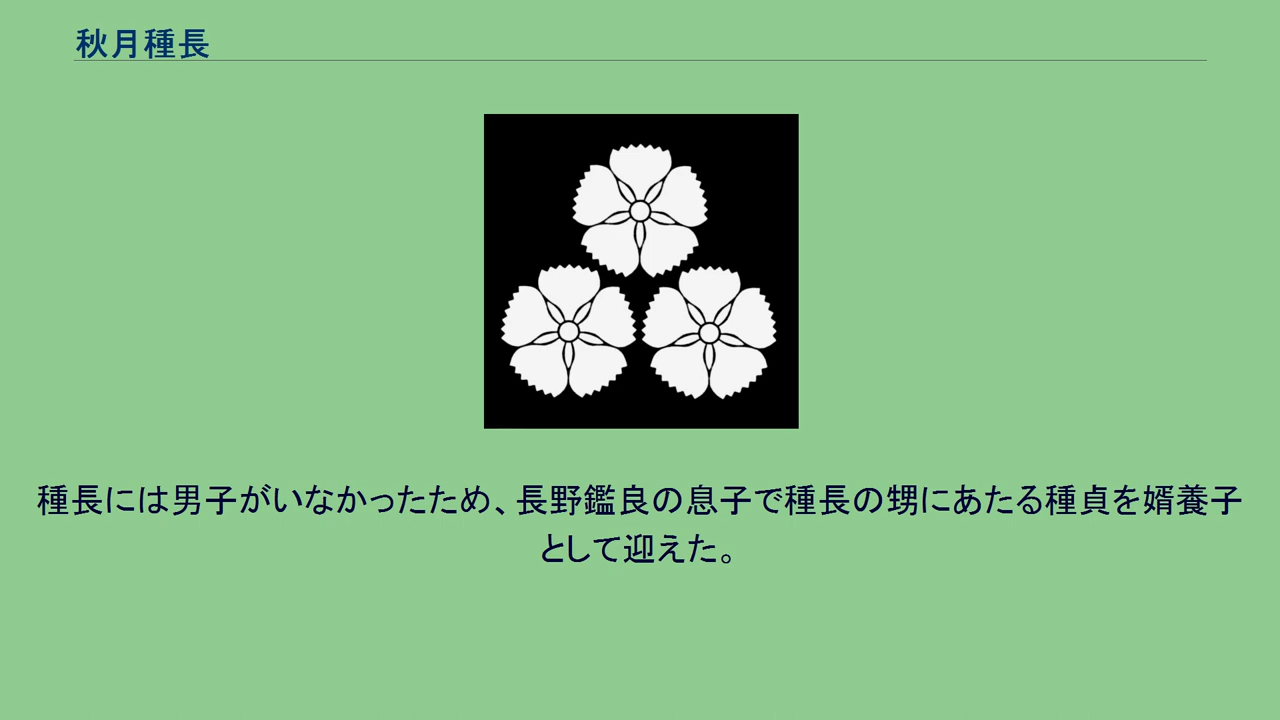 秋月種長
種長には男子がいなかったため、長野鑑良の息子で種長の甥にあたる種貞を婿養子
として迎えた。